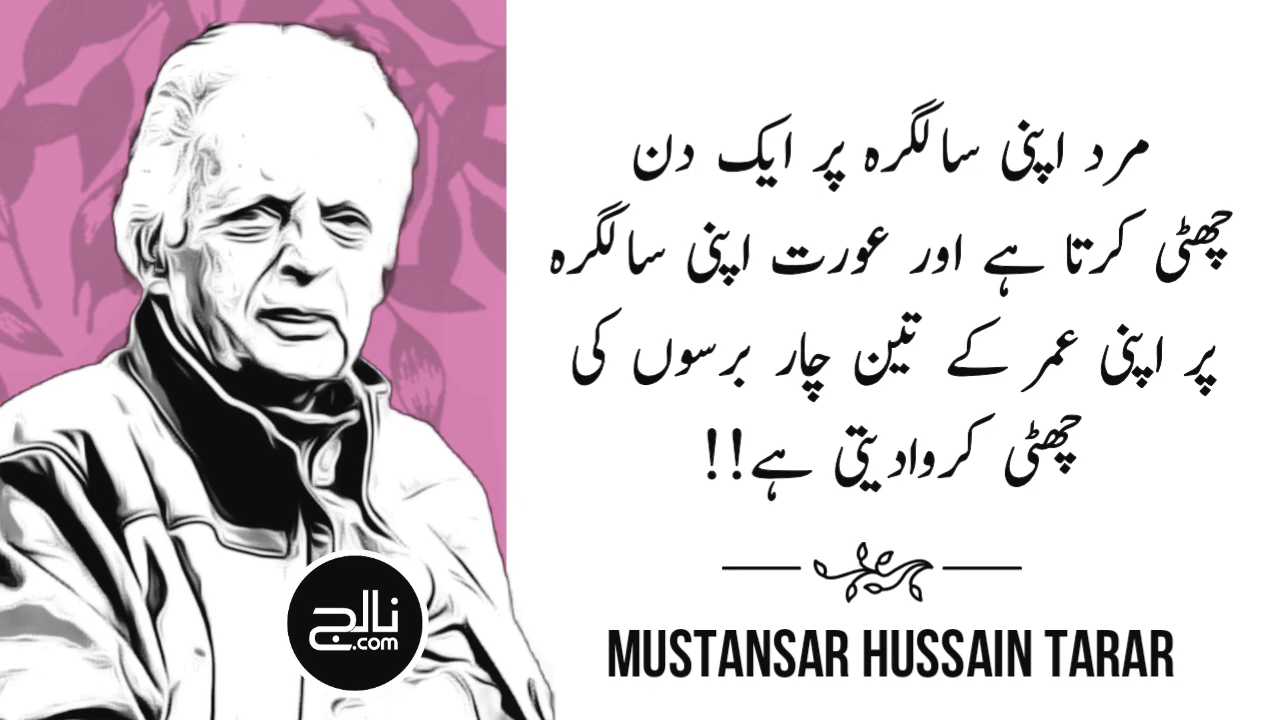 مرد اپنی سالگرہ پر ایک دن
چھٹی کرتا ہے اور عورت اپنی سالگرہ
پر اپنی عمر کے تین چار برسوں کی
چھٹی کروادیتی ہے!!
MUSTANSAR HUSSAIN TARAR
نالج
.com